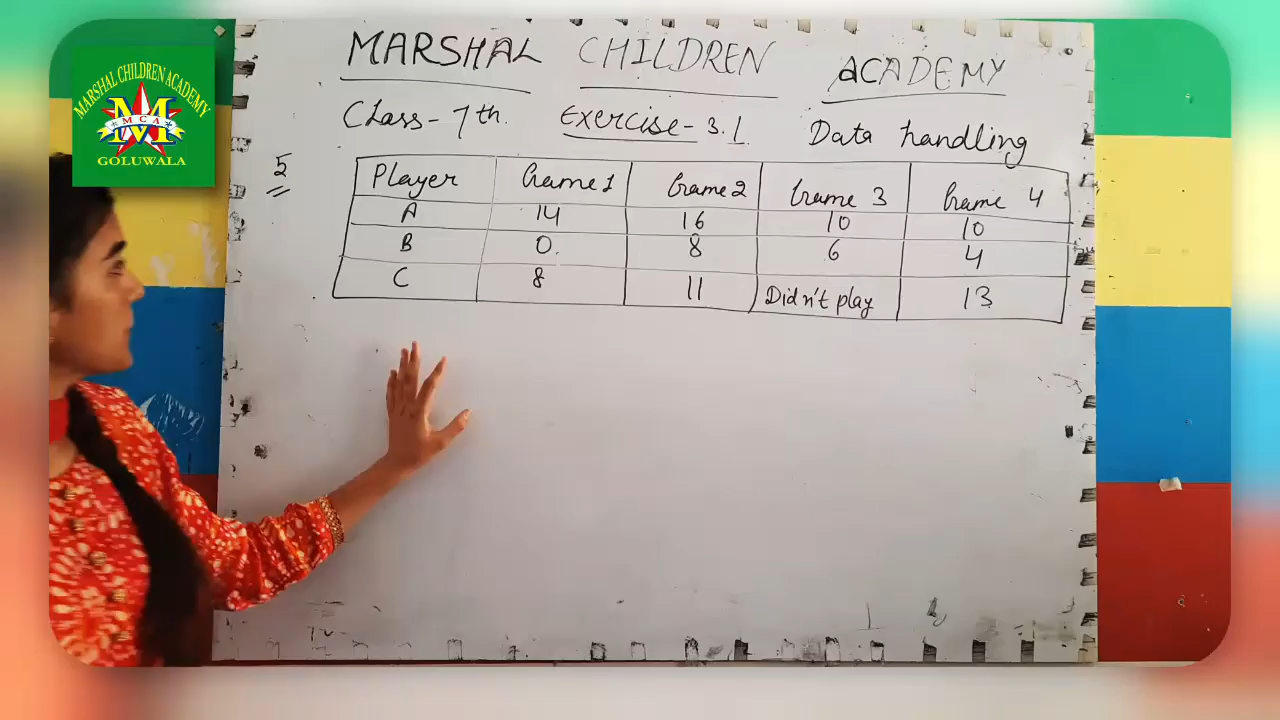 MARSHAL CHILDREN ACADEMY
MCA
GOLUWALA
MARSHAL CHILDREN ACADEMY
Class - 7th. Exercise - 3.1 Data handling
5
Player Game 1 Game 2 Game 3 Game 4
A 14 16 10 10
B 0. 8 6 4
C 8 11 Didn't play 13